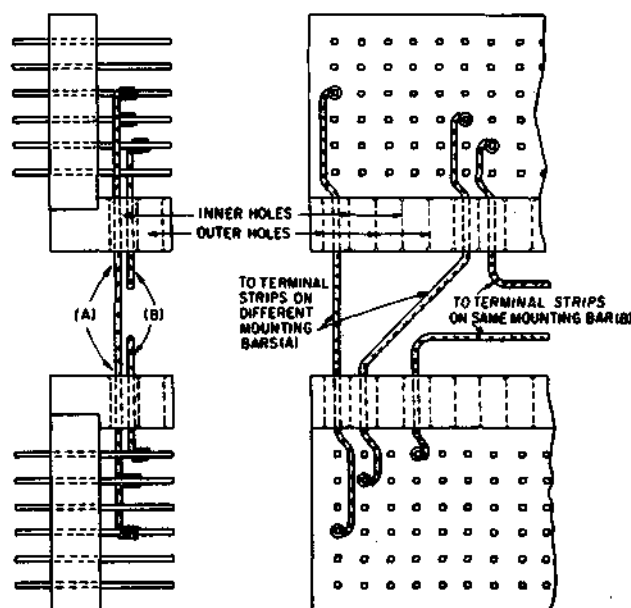 INNER HOLES
OUTER HOLES
(A)
(B)
TO TERMINAL
STRIPS ON
DIFFERENT
MOUNTING
BARS (A)
TO TERMINAL STRIPS
ON SAME MOUNTING BAR (B)